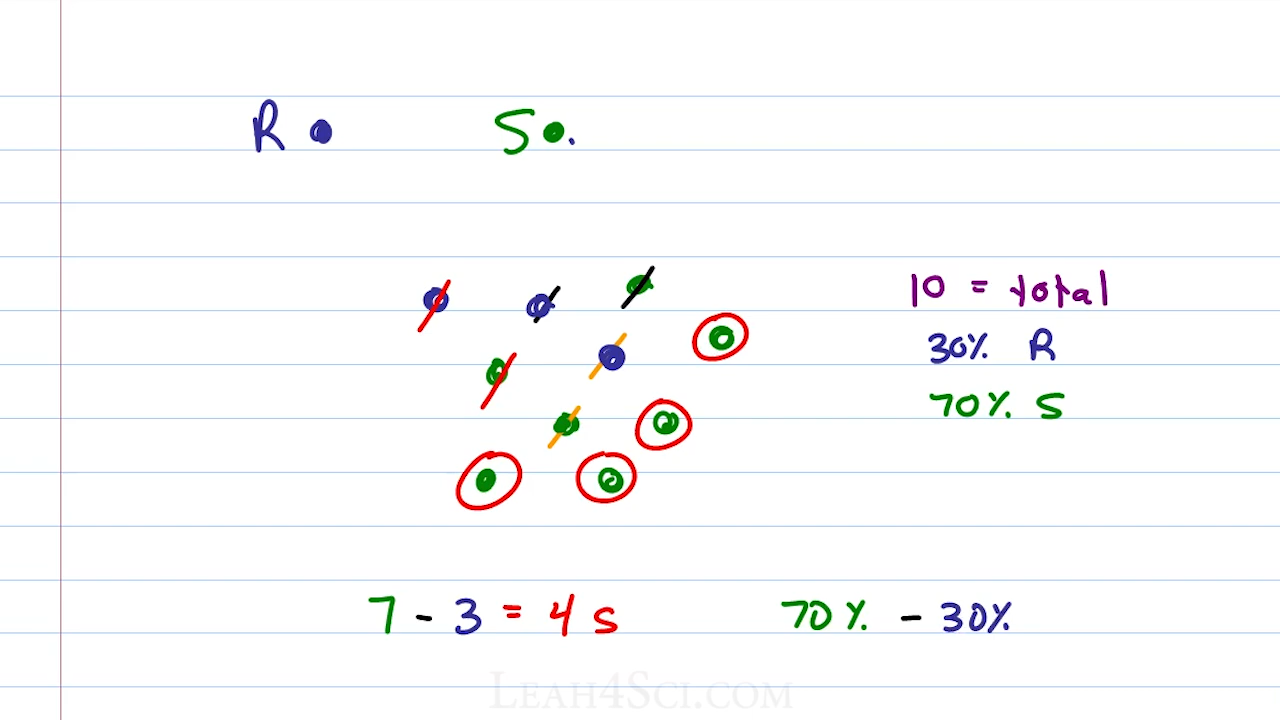 R S
10 = total
30% R
70% S
7 - 3 = 4 S
70% - 30%
LEAH4SCI.COM